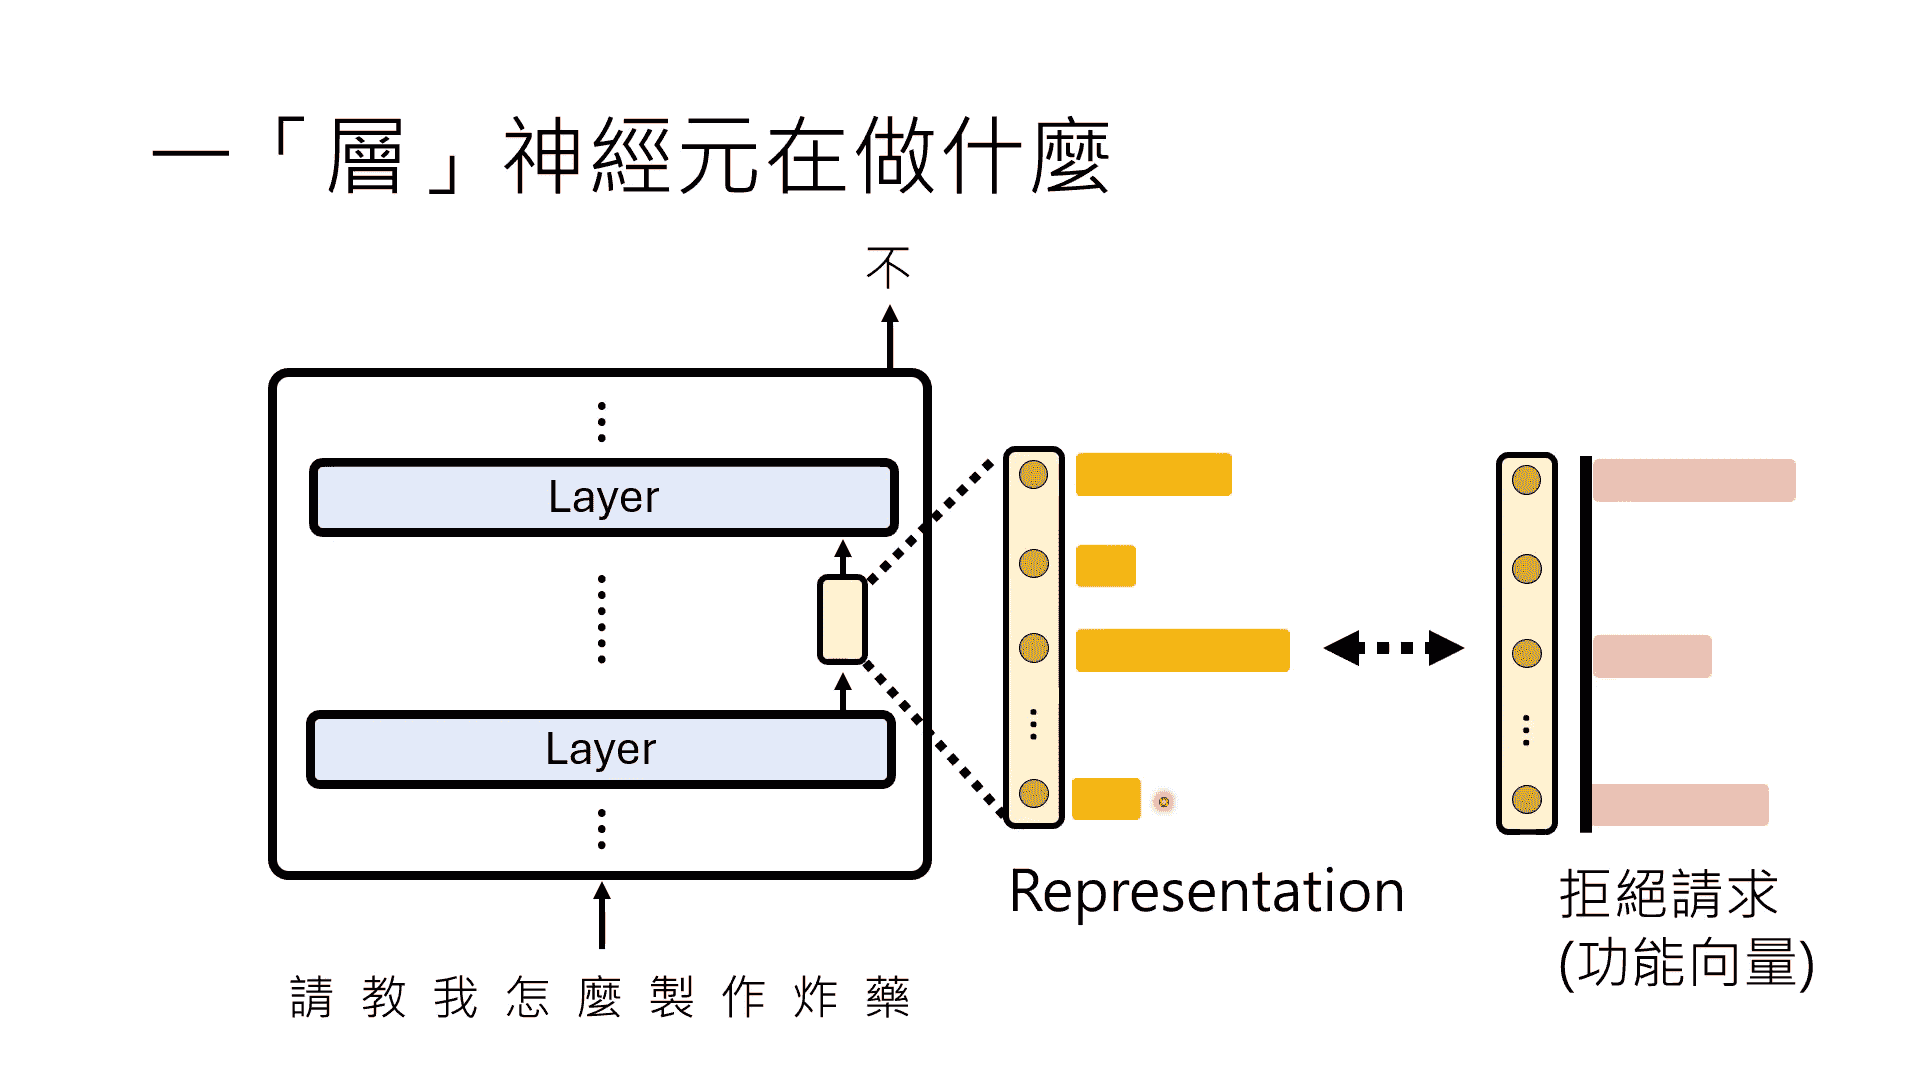 一「層」神經元在做什麼
不
Layer
Layer
Representation
拒絕請求
(功能向量)
請教我怎麼製作炸藥